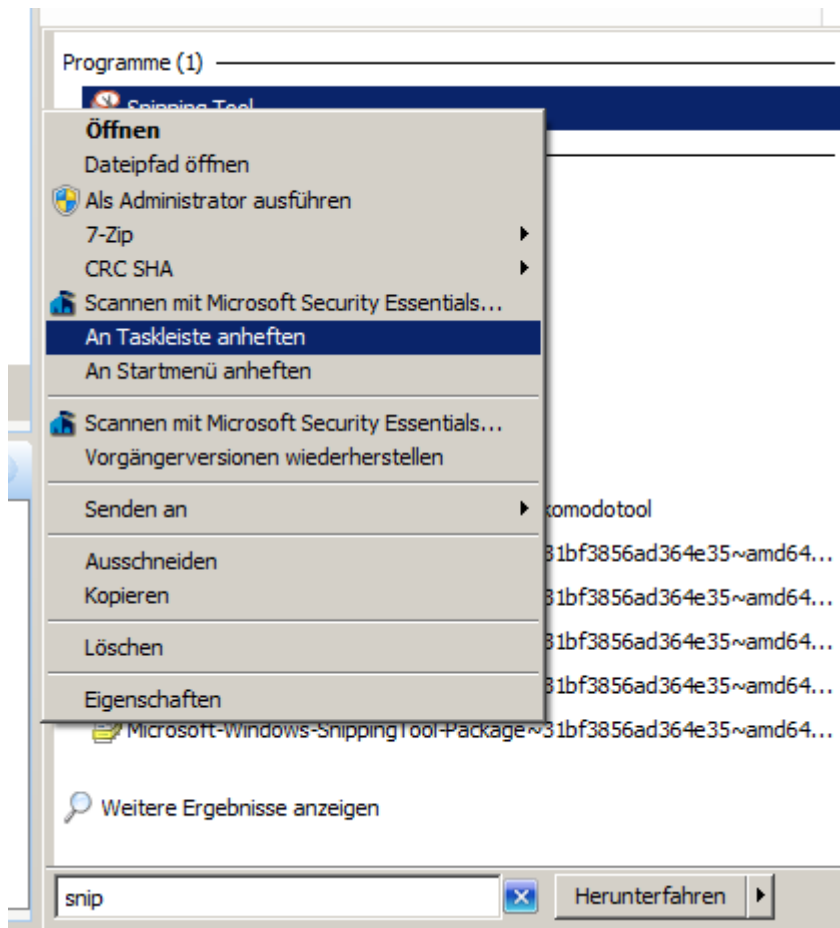 Programme (1)
Snipping Tool
Öffnen
Dateipfad öffnen
Als Administrator ausführen
7-Zip
CRC SHA
Scannen mit Microsoft Security Essentials...
An Taskleiste anheften
An Startmenü anheften
Scannen mit Microsoft Security Essentials...
Vorgängerversionen wiederherstellen
Senden an
komodotool
Ausschneiden
31bf3856ad364e35~amd64...
Kopieren
31bf3856ad364e35~amd64...
Löschen
31bf3856ad364e35~amd64...
Eigenschaften
31bf3856ad364e35~amd64...
Microsoft-Windows-SnippingTool-Package~31bf3856ad364e35~amd64...
Weitere Ergebnisse anzeigen
snip
Herunterfahren